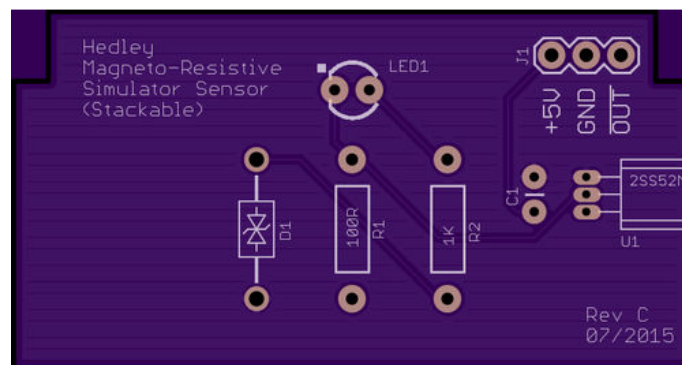 Hedley
Magneto-Resistive
Simulator Sensor
(Stackable)
LED1
J1
+5V
GND
OUT
C1
2SS52M
U1
D1
100R
R1
1K
R2
Rev C
07/2015